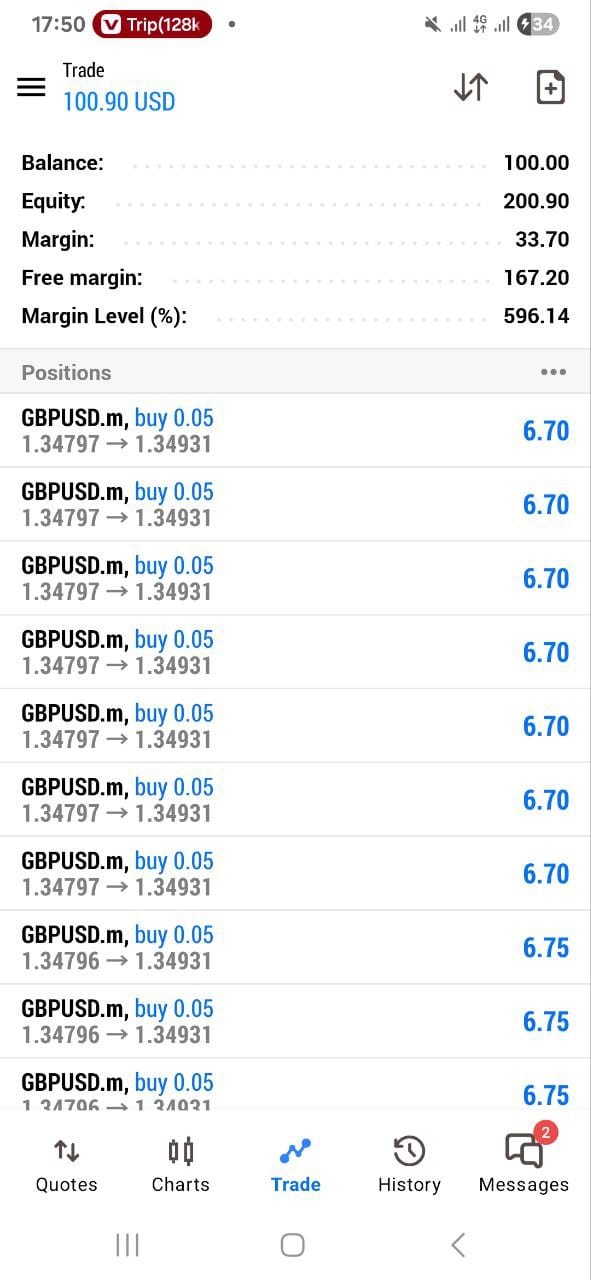 17:50 V Trip(128k • 4G 34
Trade
100.90 USD
Balance: 100.00
Equity: 200.90
Margin: 33.70
Free margin: 167.20
Margin Level (%): 596.14
Positions
GBPUSD.m, buy 0.05
1.34797 → 1.34931 6.70
GBPUSD.m, buy 0.05
1.34797 → 1.34931 6.70
GBPUSD.m, buy 0.05
1.34797 → 1.34931 6.70
GBPUSD.m, buy 0.05
1.34797 → 1.34931 6.70
GBPUSD.m, buy 0.05
1.34797 → 1.34931 6.70
GBPUSD.m, buy 0.05
1.34797 → 1.34931 6.70
GBPUSD.m, buy 0.05
1.34797 → 1.34931 6.70
GBPUSD.m, buy 0.05
1.34796 → 1.34931 6.75
GBPUSD.m, buy 0.05
1.34796 → 1.34931 6.75
GBPUSD.m, buy 0.05
1.34796 → 1.34931 6.75
2
Quotes Charts Trade History Messages